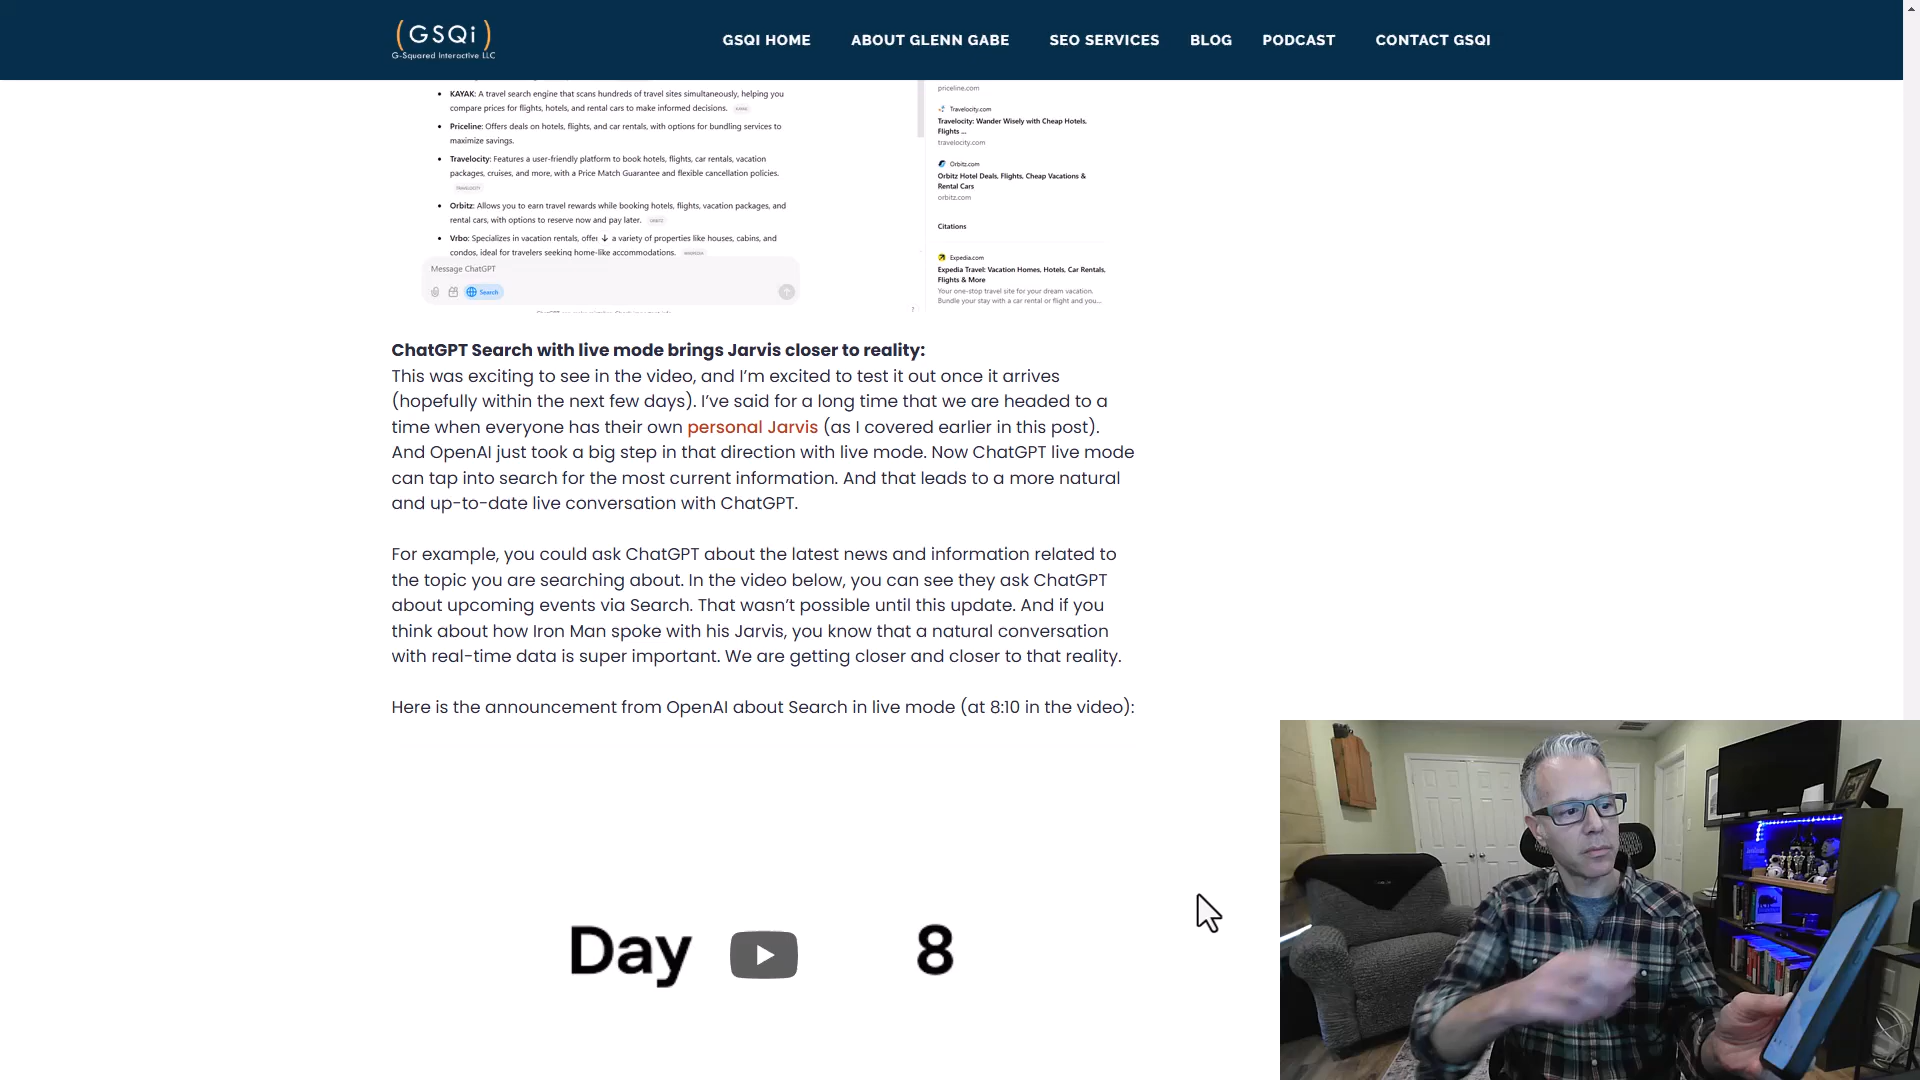 (GSQi)
G-Squared Interactive LLC
GSQI HOME
ABOUT GLENN GABE
SEO SERVICES
BLOG
PODCAST
CONTACT GSQI
KAYAK: A travel search engine that scans hundreds of travel sites simultaneously, helping you
compare prices for flights, hotels, and rental cars to make informed decisions. KAYAK
Priceline: Offers deals on hotels, flights, and car rentals, with options for bundling services to
maximize savings.
Travelocity: Features a user-friendly platform to book hotels, flights, car rentals, vacation
packages, cruises, and more, with a Price Match Guarantee and flexible cancellation policies.
TRAVELOCITY
Orbitz: Allows you to earn travel rewards while booking hotels, flights, vacation packages, and
rental cars, with options to reserve now and pay later. ORBITZ
Vrbo: Specializes in vacation rentals, offer a variety of properties like houses, cabins, and
condos, ideal for travelers seeking home-like accommodations. WIKIPEDIA
Message ChatGPT
Search
priceline.com
Travelocity.com
Travelocity: Wander Wisely with Cheap Hotels,
Flights ...
travelocity.com
Orbitz.com
Orbitz Hotel Deals, Flights, Cheap Vacations &
Rental Cars
orbitz.com
Citations
Expedia.com
Expedia Travel: Vacation Homes, Hotels, Car Rentals,
Flights & More
Your one-stop travel site for your dream vacation.
Bundle your stay with a car rental or flight and you...
?
ChatGPT Search with live mode brings Jarvis closer to reality:
This was exciting to see in the video, and I’m excited to test it out once it arrives
(hopefully within the next few days). I’ve said for a long time that we are headed to a
time when everyone has their own personal Jarvis (as I covered earlier in this post).
And OpenAI just took a big step in that direction with live mode. Now ChatGPT live mode
can tap into search for the most current information. And that leads to a more natural
and up-to-date live conversation with ChatGPT.
For example, you could ask ChatGPT about the latest news and information related to
the topic you are searching about. In the video below, you can see they ask ChatGPT
about upcoming events via Search. That wasn’t possible until this update. And if you
think about how Iron Man spoke with his Jarvis, you know that a natural conversation
with real-time data is super important. We are getting closer and closer to that reality.
Here is the announcement from OpenAI about Search in live mode (at 8:10 in the video):
Day 8